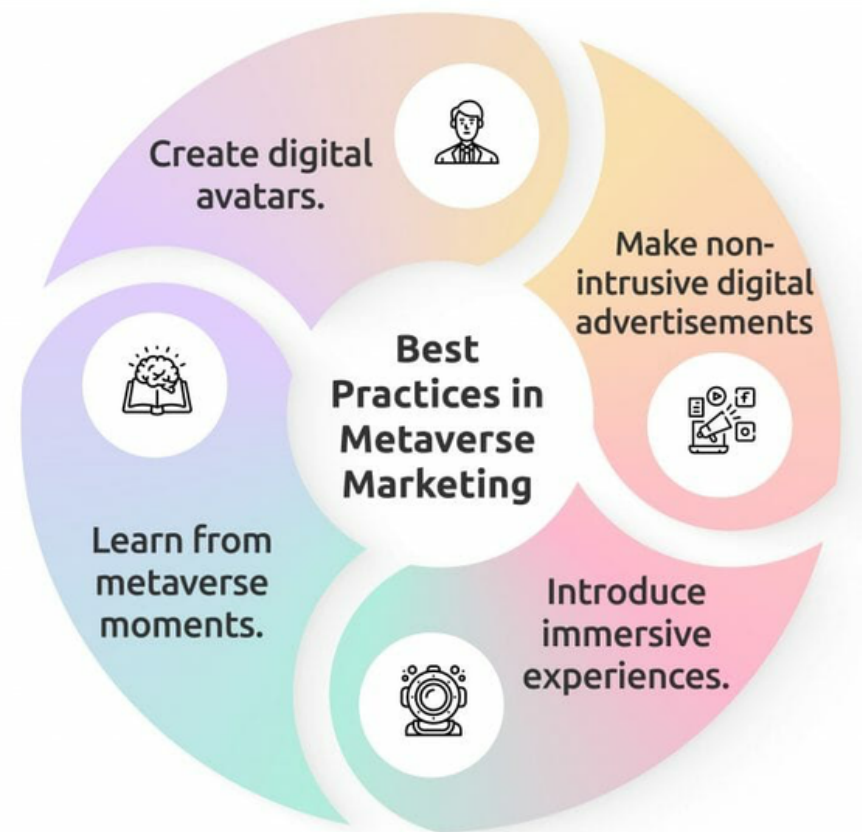 Best
Practices in
Metaverse
Marketing
Create digital
avatars.
Make non-
intrusive digital
advertisements
Introduce
immersive
experiences.
Learn from
metaverse
moments.